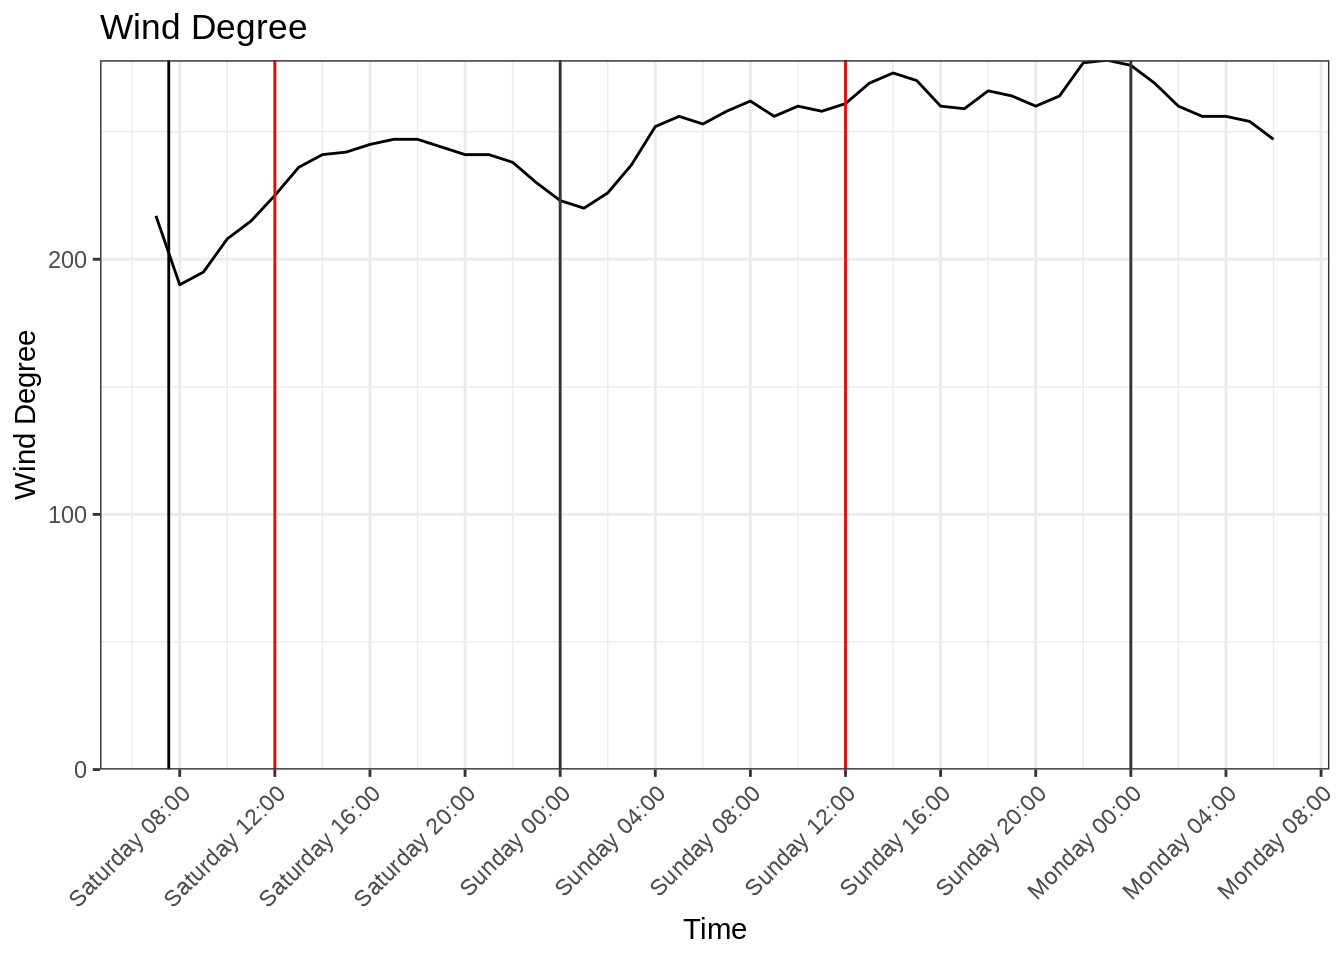 Wind Degree
Wind Degree
200
100
0
Saturday 08:00
Saturday 12:00
Saturday 16:00
Saturday 20:00
Sunday 00:00
Sunday 04:00
Sunday 08:00
Sunday 12:00
Sunday 16:00
Sunday 20:00
Monday 00:00
Monday 04:00
Monday 08:00
Time